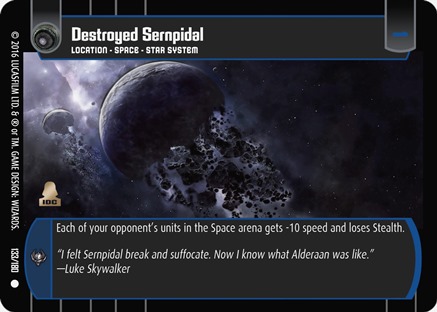 Destroyed Sernpidal
LOCATION - SPACE - STAR SYSTEM
© 2016 LUCASFILM LTD. & ® or TM. GAME DESIGN: WIZARDS.
IDC
Each of your opponent's units in the Space arena gets -10 speed and loses Stealth.
"I felt Sernpidal break and suffocate. Now I know what Alderaan was like."
—Luke Skywalker
153/180